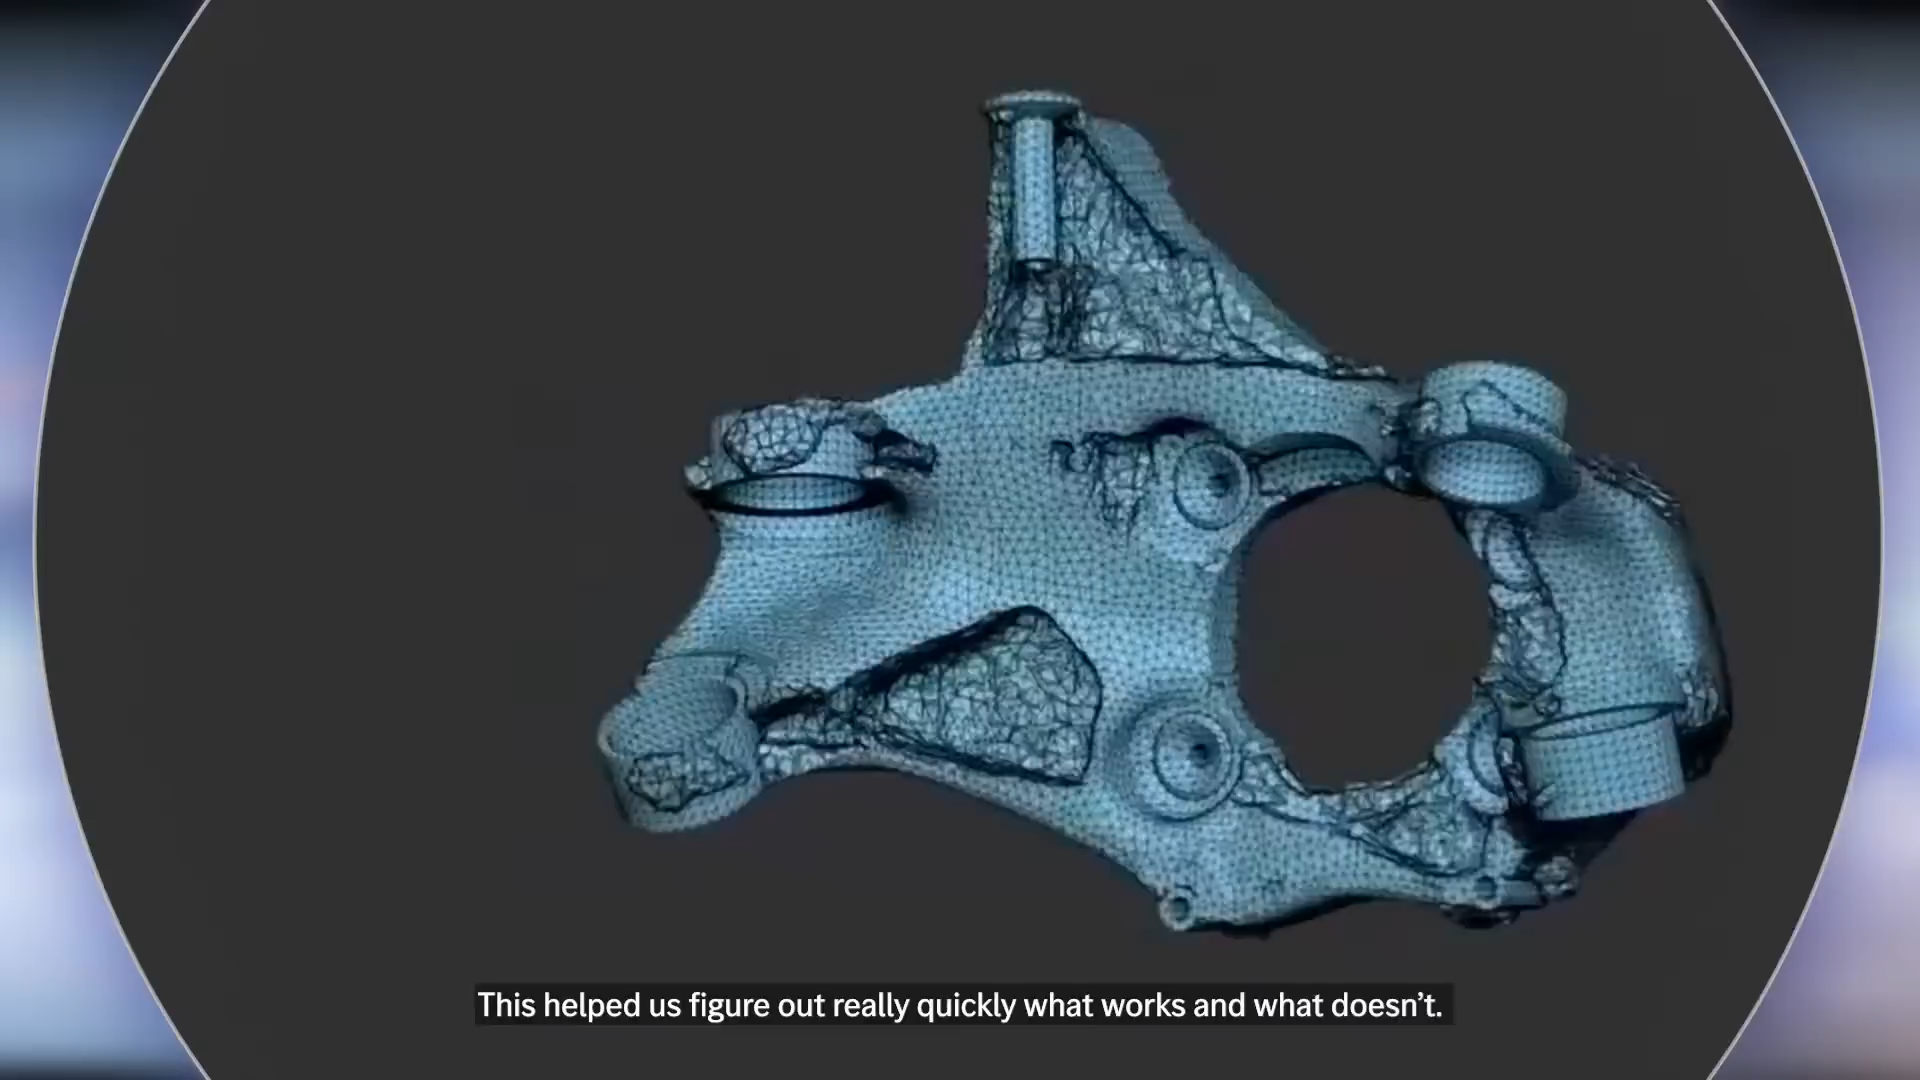 This helped us figure out really quickly what works and what doesn’t.